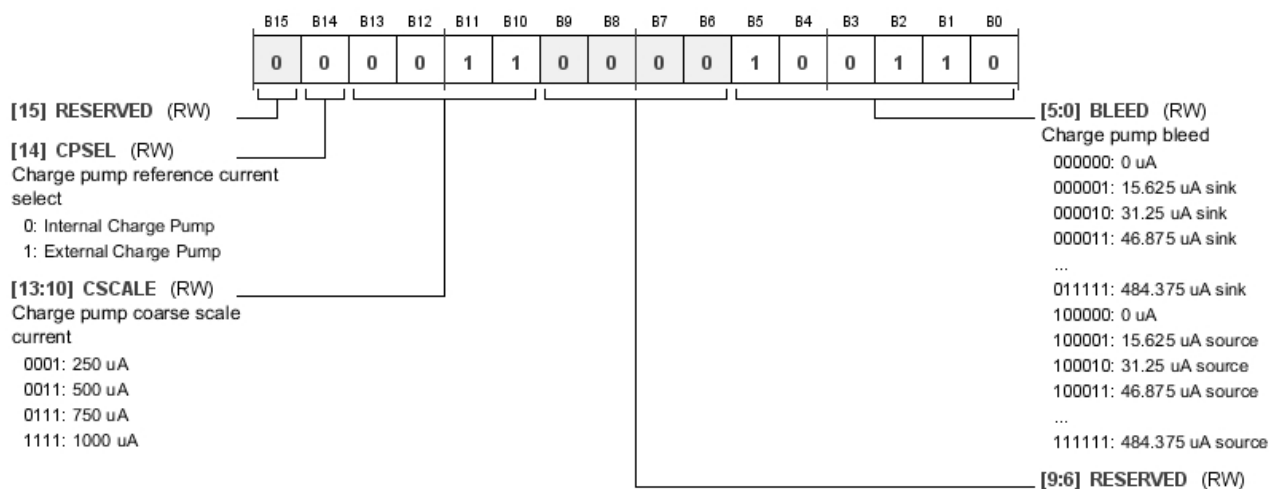 B15 B14 B13 B12 B11 B10 B9 B8 B7 B6 B5 B4 B3 B2 B1 B0
0 0 0 0 1 1 0 0 0 0 1 0 0 1 1 0
[15] RESERVED (RW)
[14] CPSEL (RW)
Charge pump reference current
select
0: Internal Charge Pump
1: External Charge Pump
[13:10] CSCALE (RW)
Charge pump coarse scale
current
0001: 250 uA
0011: 500 uA
0111: 750 uA
1111: 1000 uA
[5:0] BLEED (RW)
Charge pump bleed
000000: 0 uA
000001: 15.625 uA sink
000010: 31.25 uA sink
000011: 46.875 uA sink
...
011111: 484.375 uA sink
100000: 0 uA
100001: 15.625 uA source
100010: 31.25 uA source
100011: 46.875 uA source
...
111111: 484.375 uA source
[9:6] RESERVED (RW)